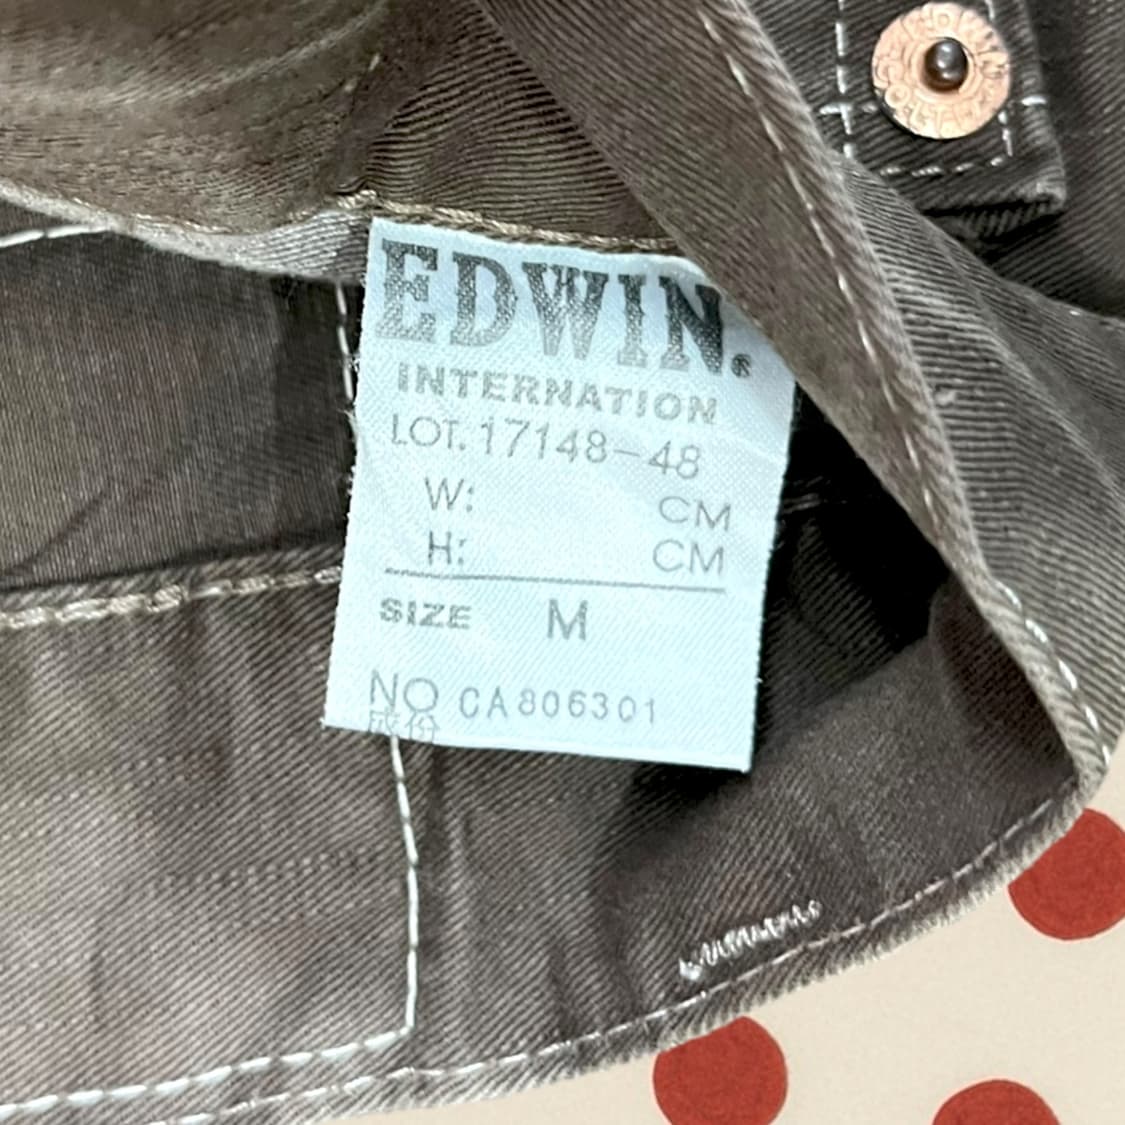 EDWIN.
INTERNATION
LOT. 17148-48
W: CM
H: CM
SIZE M
NO CA806301
成份